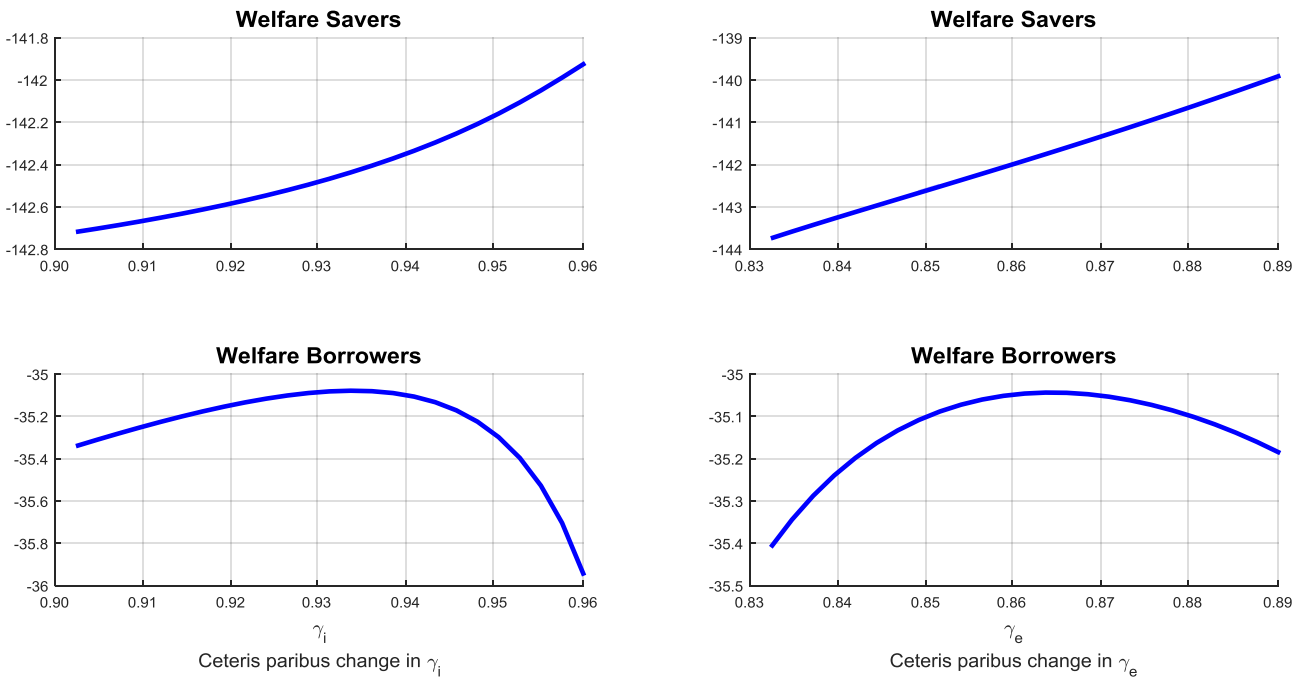 Welfare Savers
-141.8
-142
-142.2
-142.4
-142.6
-142.8
0.90 0.91 0.92 0.93 0.94 0.95 0.96
Welfare Savers
-139
-140
-141
-142
-143
-144
0.83 0.84 0.85 0.86 0.87 0.88 0.89
Welfare Borrowers
-35
-35.2
-35.4
-35.6
-35.8
-36
0.90 0.91 0.92 0.93 0.94 0.95 0.96
γi
Ceteris paribus change in γi
Welfare Borrowers
-35
-35.1
-35.2
-35.3
-35.4
-35.5
0.83 0.84 0.85 0.86 0.87 0.88 0.89
γe
Ceteris paribus change in γe